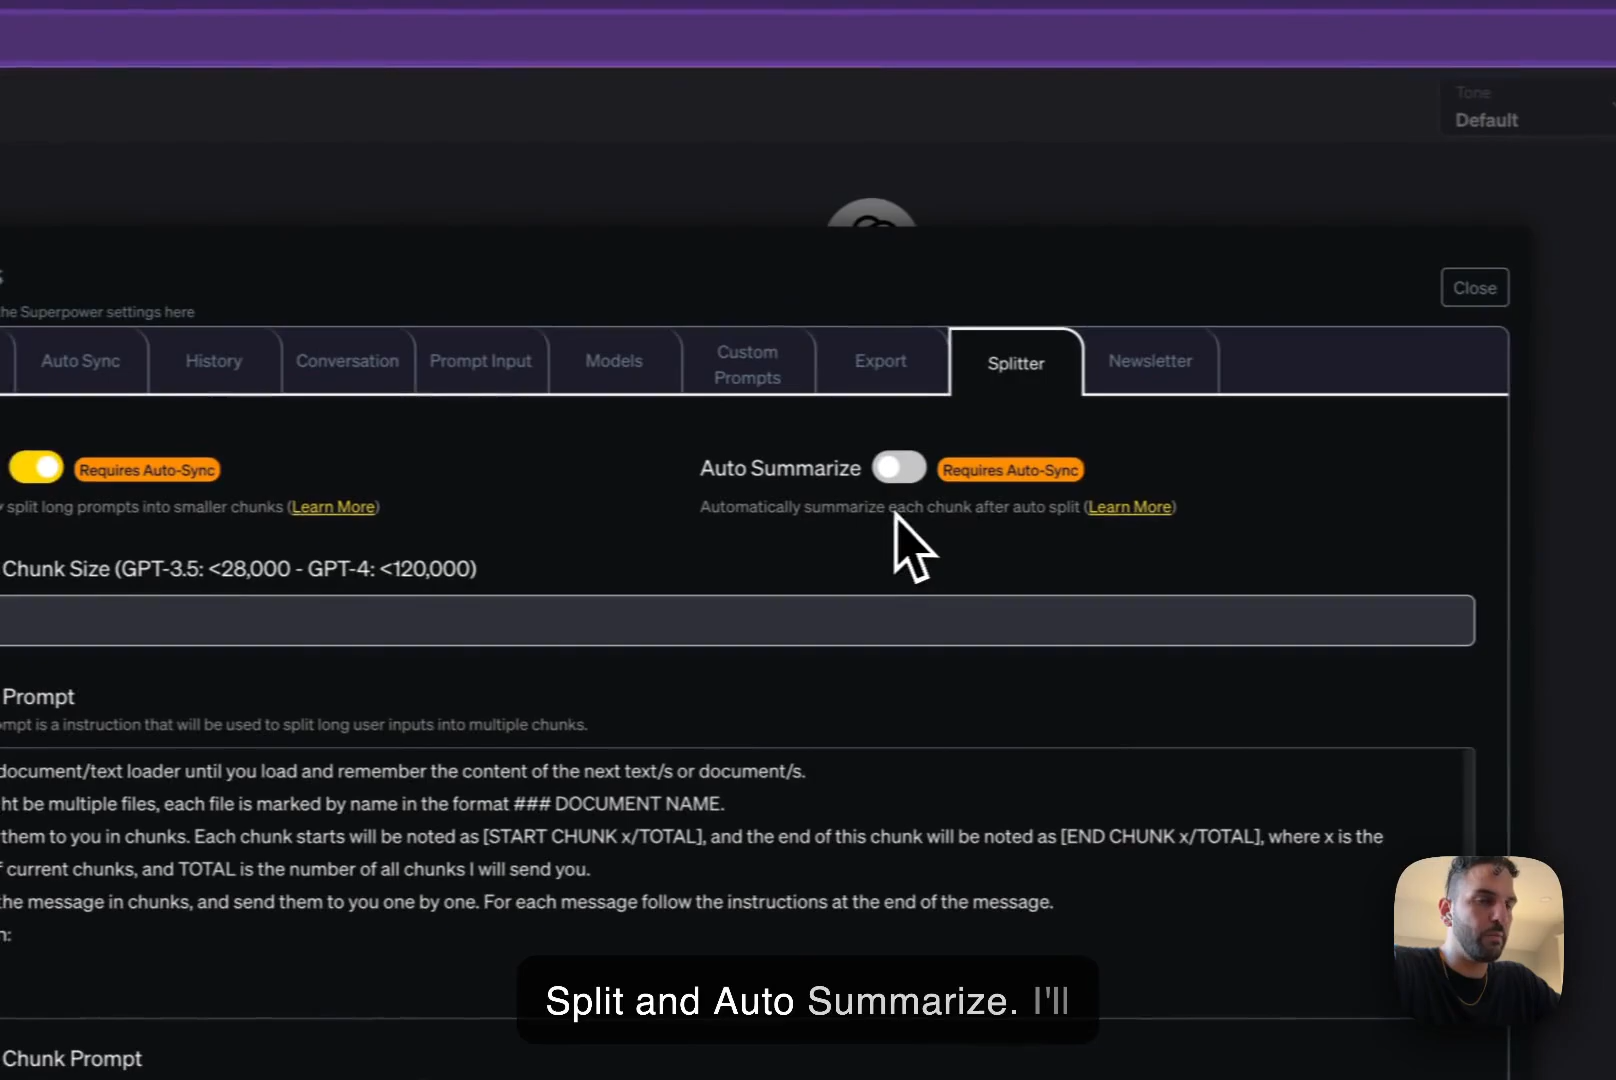 Tone
Default
Close
the Superpower settings here
Auto Sync
History
Conversation
Prompt Input
Models
Custom
Prompts
Export
Splitter
Newsletter
Requires Auto-Sync
Auto Summarize
Requires Auto-Sync
split long prompts into smaller chunks (Learn More)
Automatically summarize each chunk after auto split (Learn More)
Chunk Size (GPT-3.5: <28,000 - GPT-4: <120,000)
Prompt
mpt is a instruction that will be used to split long user inputs into multiple chunks.
document/text loader until you load and remember the content of the next text/s or document/s.
ht be multiple files, each file is marked by name in the format ### DOCUMENT NAME.
them to you in chunks. Each chunk starts will be noted as [START CHUNK x/TOTAL], and the end of this chunk will be noted as [END CHUNK x/TOTAL], where x is the
f current chunks, and TOTAL is the number of all chunks I will send you.
the message in chunks, and send them to you one by one. For each message follow the instructions at the end of the message.
n:
Split and Auto Summarize. I'll
Chunk Prompt